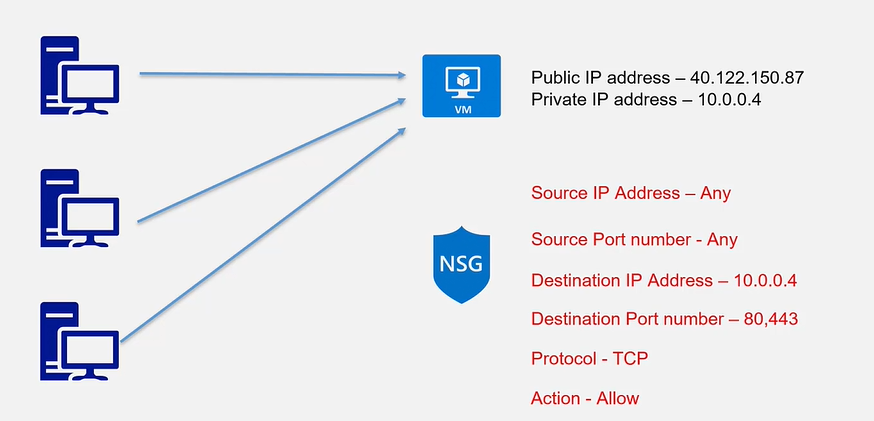 VM
Public IP address – 40.122.150.87
Private IP address – 10.0.0.4
Source IP Address – Any
Source Port number - Any
NSG
Destination IP Address – 10.0.0.4
Destination Port number – 80,443
Protocol - TCP
Action - Allow